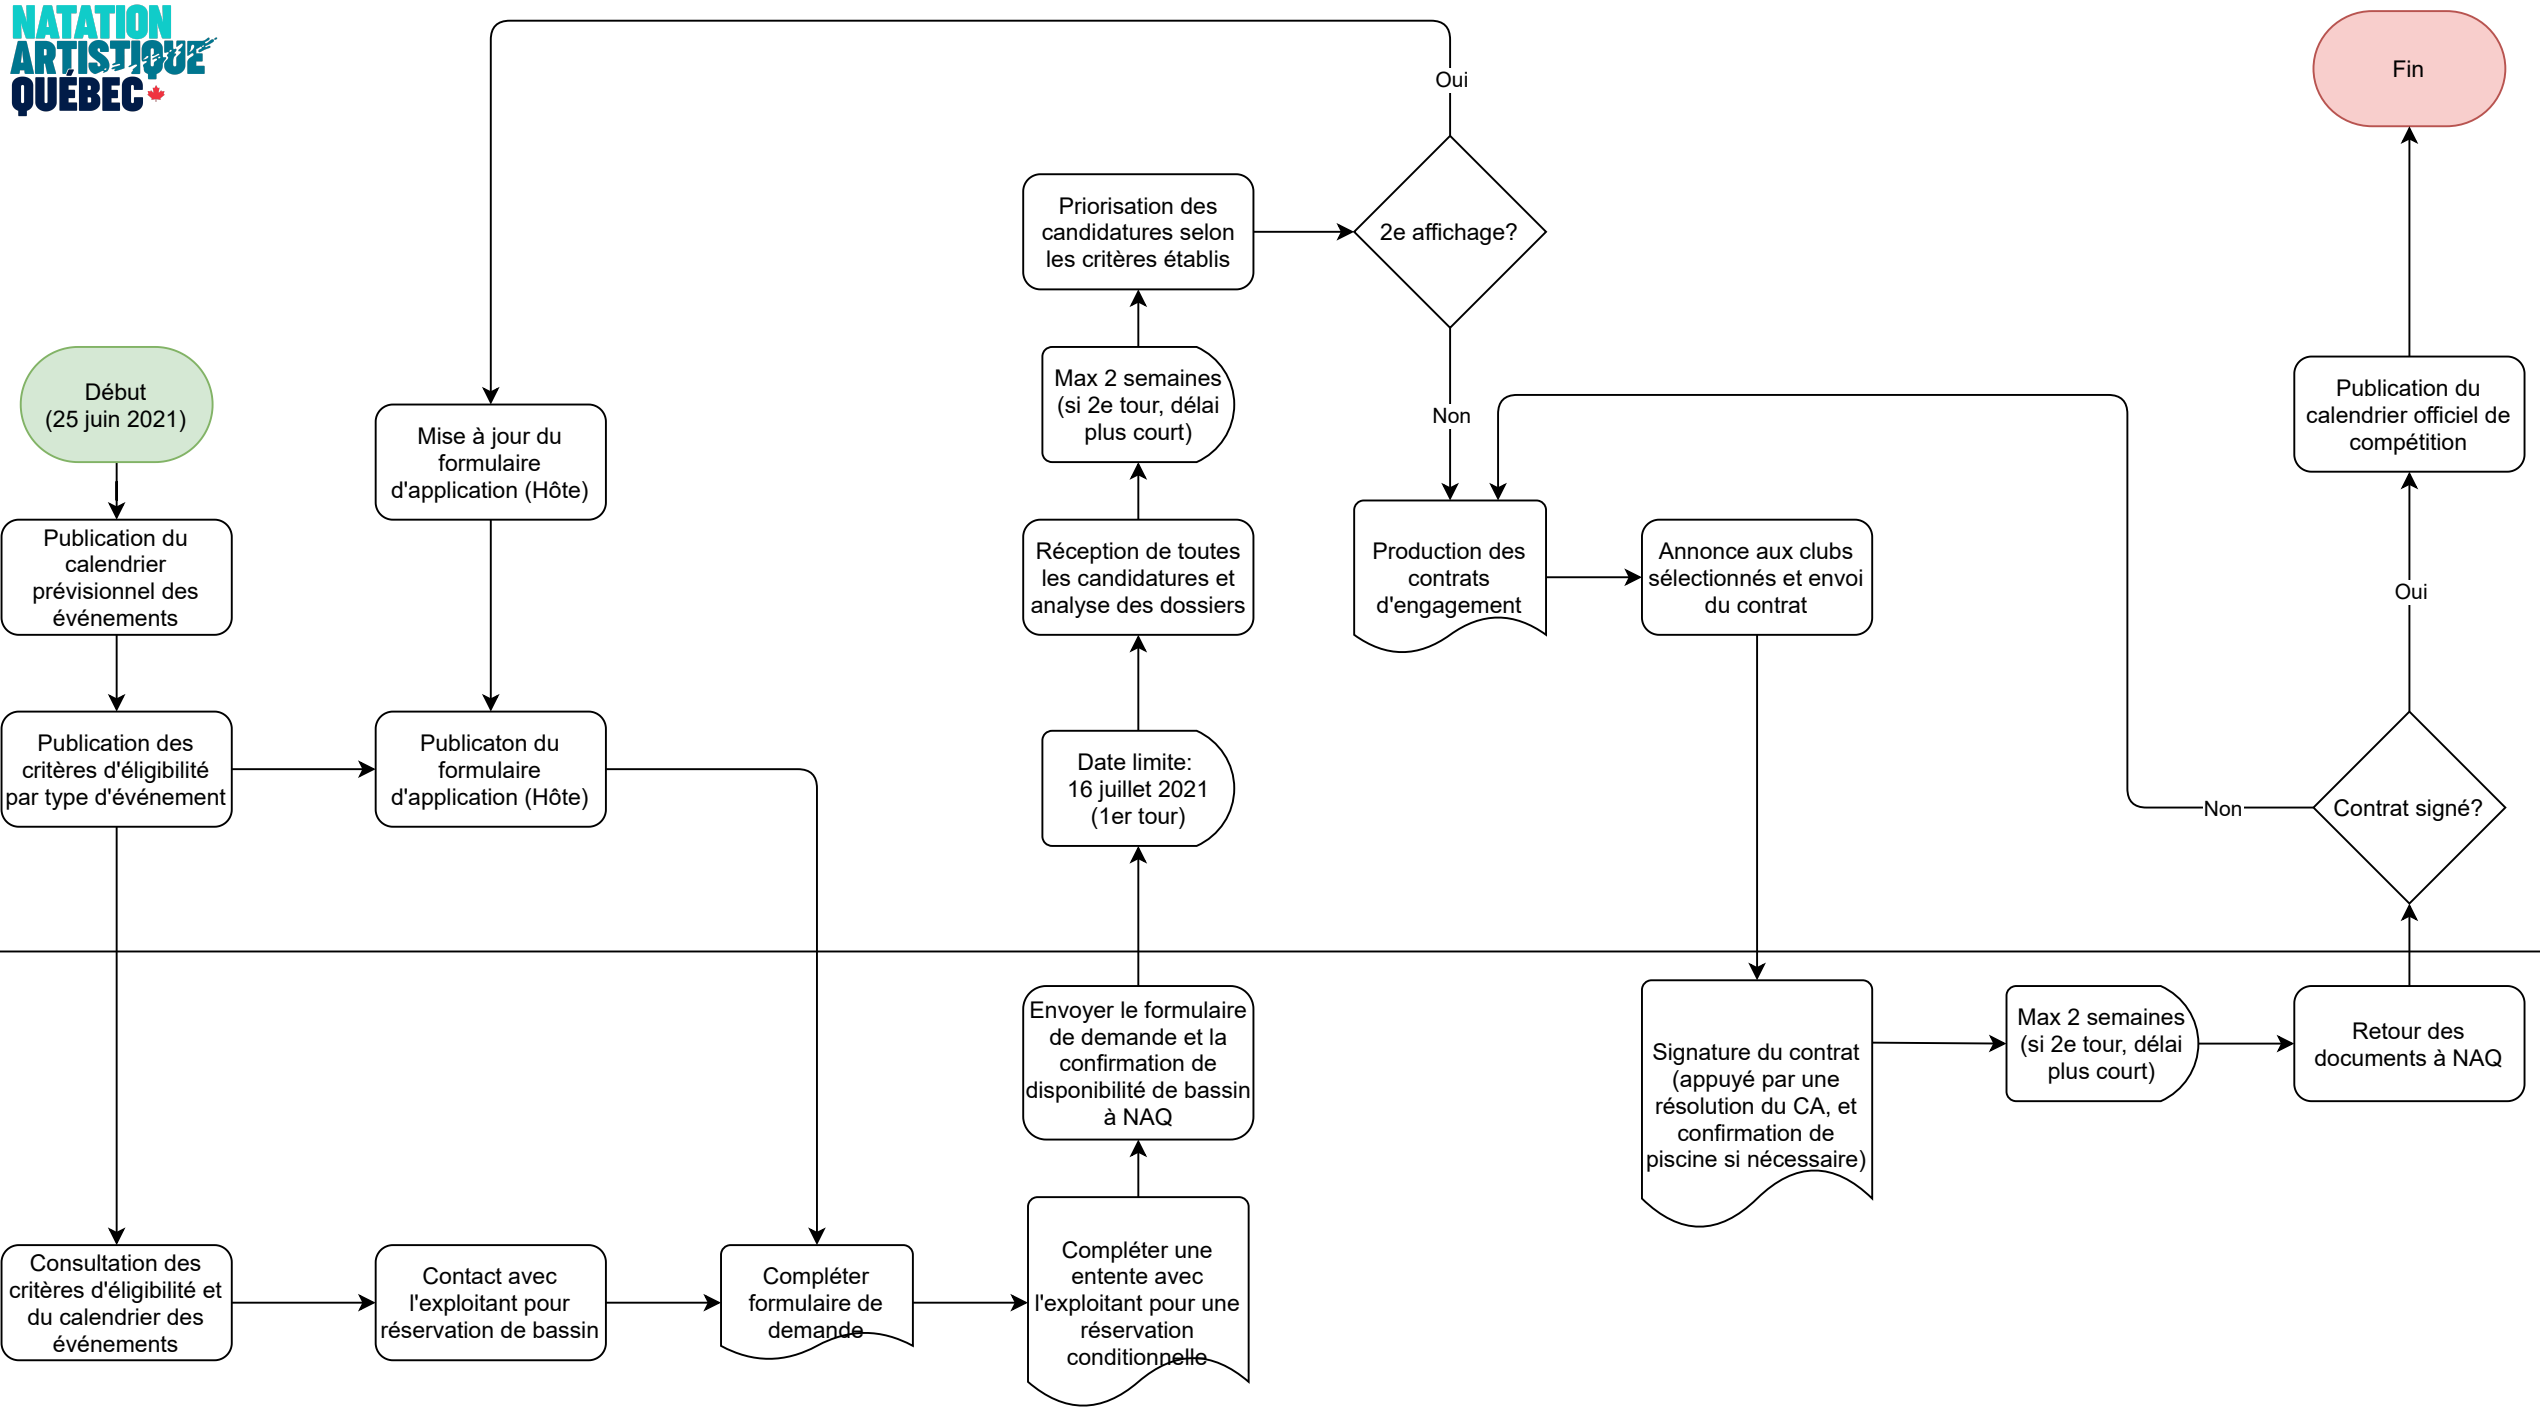 NATATION
ARTISTIQUE
QUÉBEC
Début
(25 juin 2021)
Publication du
calendrier
prévisionnel des
événements
Publication des
critères d'éligibilité
par type d'événement
Consultation des
critères d'éligibilité et
du calendrier des
événements
Mise à jour du
formulaire
d'application (Hôte)
Publicaton du
formulaire
d'application (Hôte)
Contact avec
l'exploitant pour
réservation de bassin
Compléter
formulaire de
demande
Compléter une
entente avec
l'exploitant pour une
réservation
conditionnelle
Envoyer le formulaire
de demande et la
confirmation de
disponibilité de bassin
à NAQ
Date limite:
16 juillet 2021
(1er tour)
Réception de toutes
les candidatures et
analyse des dossiers
Max 2 semaines
(si 2e tour, délai
plus court)
Priorisation des
candidatures selon
les critères établis
2e affichage?
Oui
Non
Production des
contrats
d'engagement
Annonce aux clubs
sélectionnés et envoi
du contrat
Signature du contrat
(appuyé par une
résolution du CA, et
confirmation de
piscine si nécessaire)
Max 2 semaines
(si 2e tour, délai
plus court)
Retour des
documents à NAQ
Contrat signé?
Non
Oui
Publication du
calendrier officiel de
compétition
Fin